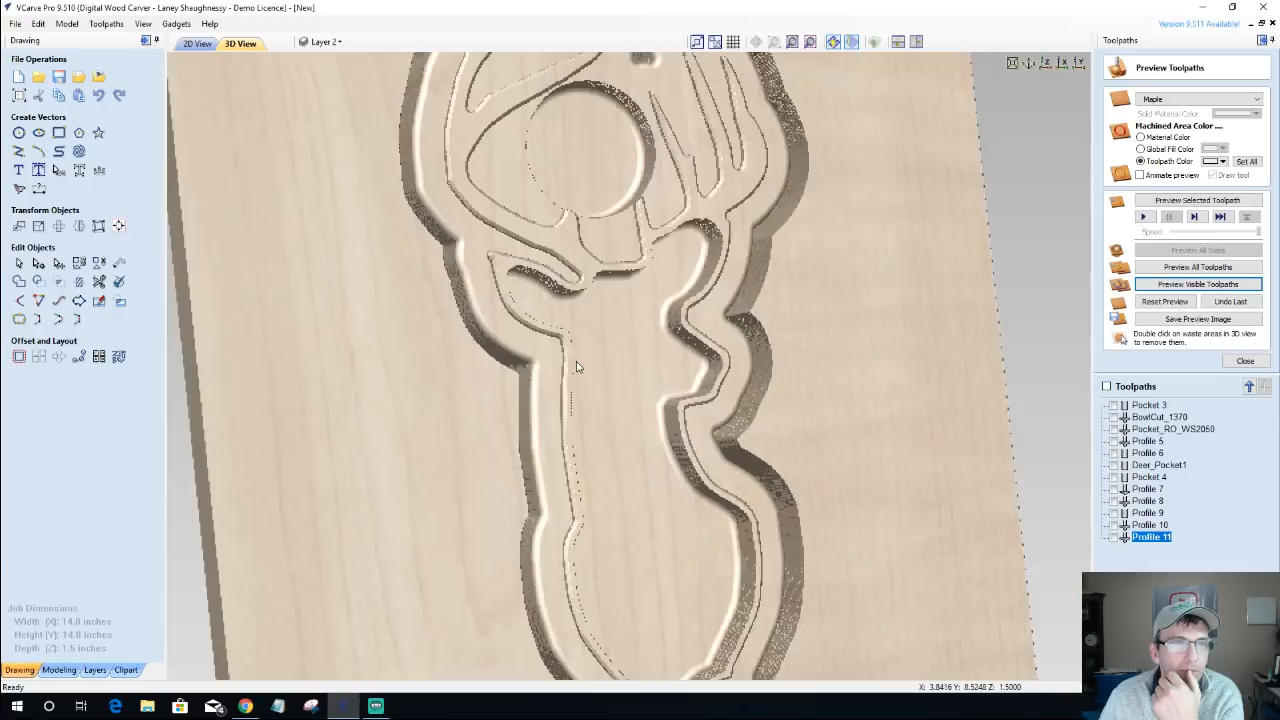 VCarve Pro 9.510 {Digital Wood Carver - Laney Shaughnessy - Demo Licence} - [New]
File Edit Model Toolpaths View Gadgets Help
Version 9.511 Available!
Drawing
2D View
3D View
Layer 2
Toolpaths
File Operations
Create Vectors
Transform Objects
Edit Objects
Offset and Layout
Job Dimensions
Width (X): 14.0 inches
Height (Y): 14.0 inches
Depth (Z): 1.5 inches
Drawing Modeling Layers Clipart
Ready
X: 3.8416 Y: 8.5248 Z: 1.5000
Preview Toolpaths
Maple
Solid Material Color
Machined Area Color ....
Material Color
Global Fill Color
Toolpath Color
Set All
Animate preview
Draw tool
Preview Selected Toolpath
Speed
Preview All Sides
Preview All Toolpaths
Preview Visible Toolpaths
Reset Preview
Undo Last
Save Preview Image
Double click on waste areas in 3D view
to remove them.
Close
Toolpaths
Pocket 3
BowlCut_1370
Pocket_RO_WS2050
Profile 5
Profile 6
Deer_Pocket1
Pocket 4
Profile 7
Profile 8
Profile 9
Profile 10
Profile 11